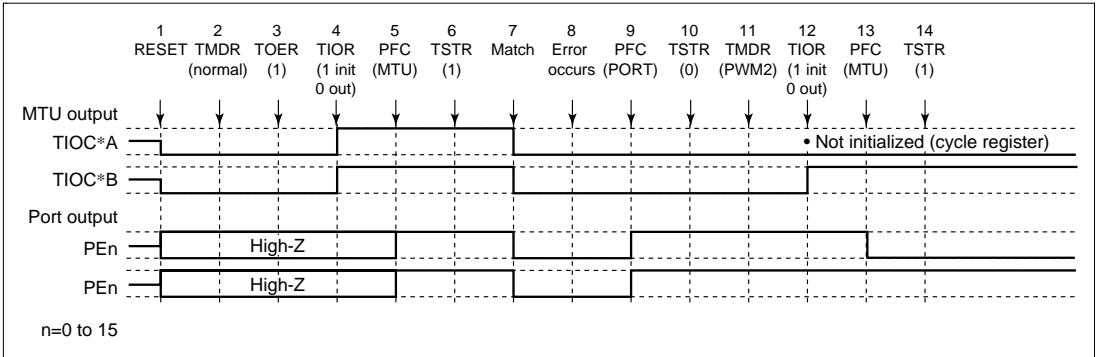 1 2 3 4 5 6 7 8 9 10 11 12 13 14
RESET TMDR TOER TIOR PFC TSTR Match Error PFC TSTR TMDR TIOR PFC TSTR
(normal) (1) (1 init (MTU) (1) occurs (PORT) (0) (PWM2) (1 init (MTU) (1)
0 out) 0 out)
MTU output
TIOC*A • Not initialized (cycle register)
TIOC*B
Port output
PEn High-Z
PEn High-Z
n=0 to 15